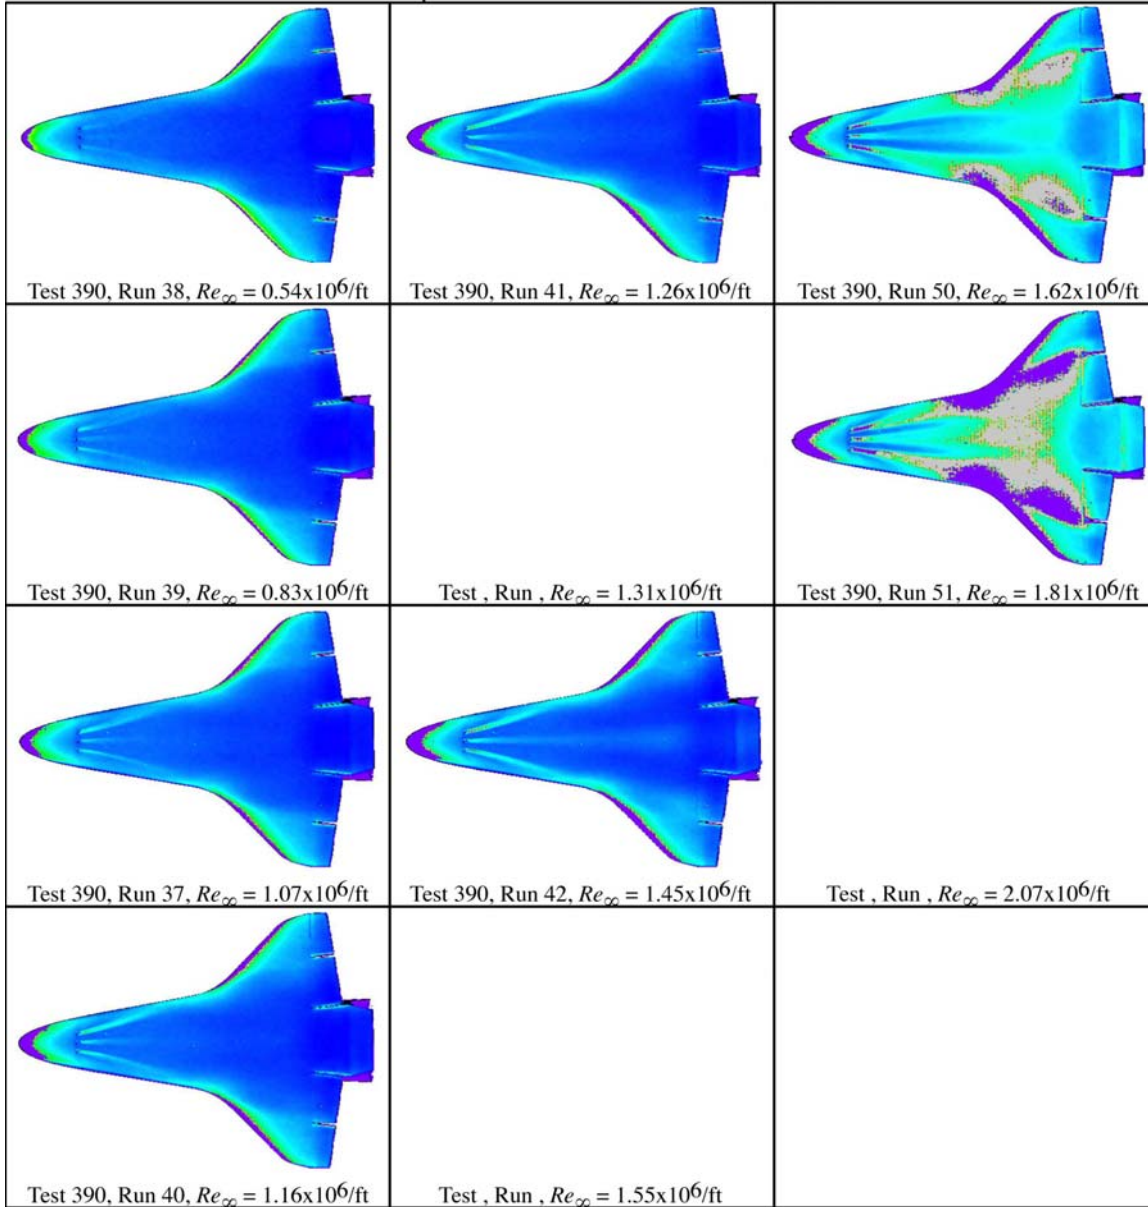 Test 390, Run 38, Re∞ = 0.54x10⁶/ft
Test 390, Run 41, Re∞ = 1.26x10⁶/ft
Test 390, Run 50, Re∞ = 1.62x10⁶/ft
Test 390, Run 39, Re∞ = 0.83x10⁶/ft
Test , Run , Re∞ = 1.31x10⁶/ft
Test 390, Run 51, Re∞ = 1.81x10⁶/ft
Test 390, Run 37, Re∞ = 1.07x10⁶/ft
Test 390, Run 42, Re∞ = 1.45x10⁶/ft
Test , Run , Re∞ = 2.07x10⁶/ft
Test 390, Run 40, Re∞ = 1.16x10⁶/ft
Test , Run , Re∞ = 1.55x10⁶/ft